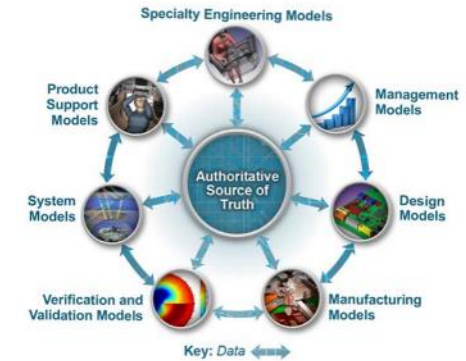 Specialty Engineering Models
Product
Support
Models
Management
Models
Authoritative
Source of
Truth
System
Models
Design
Models
Verification and
Validation Models
Manufacturing
Models
Key: Data